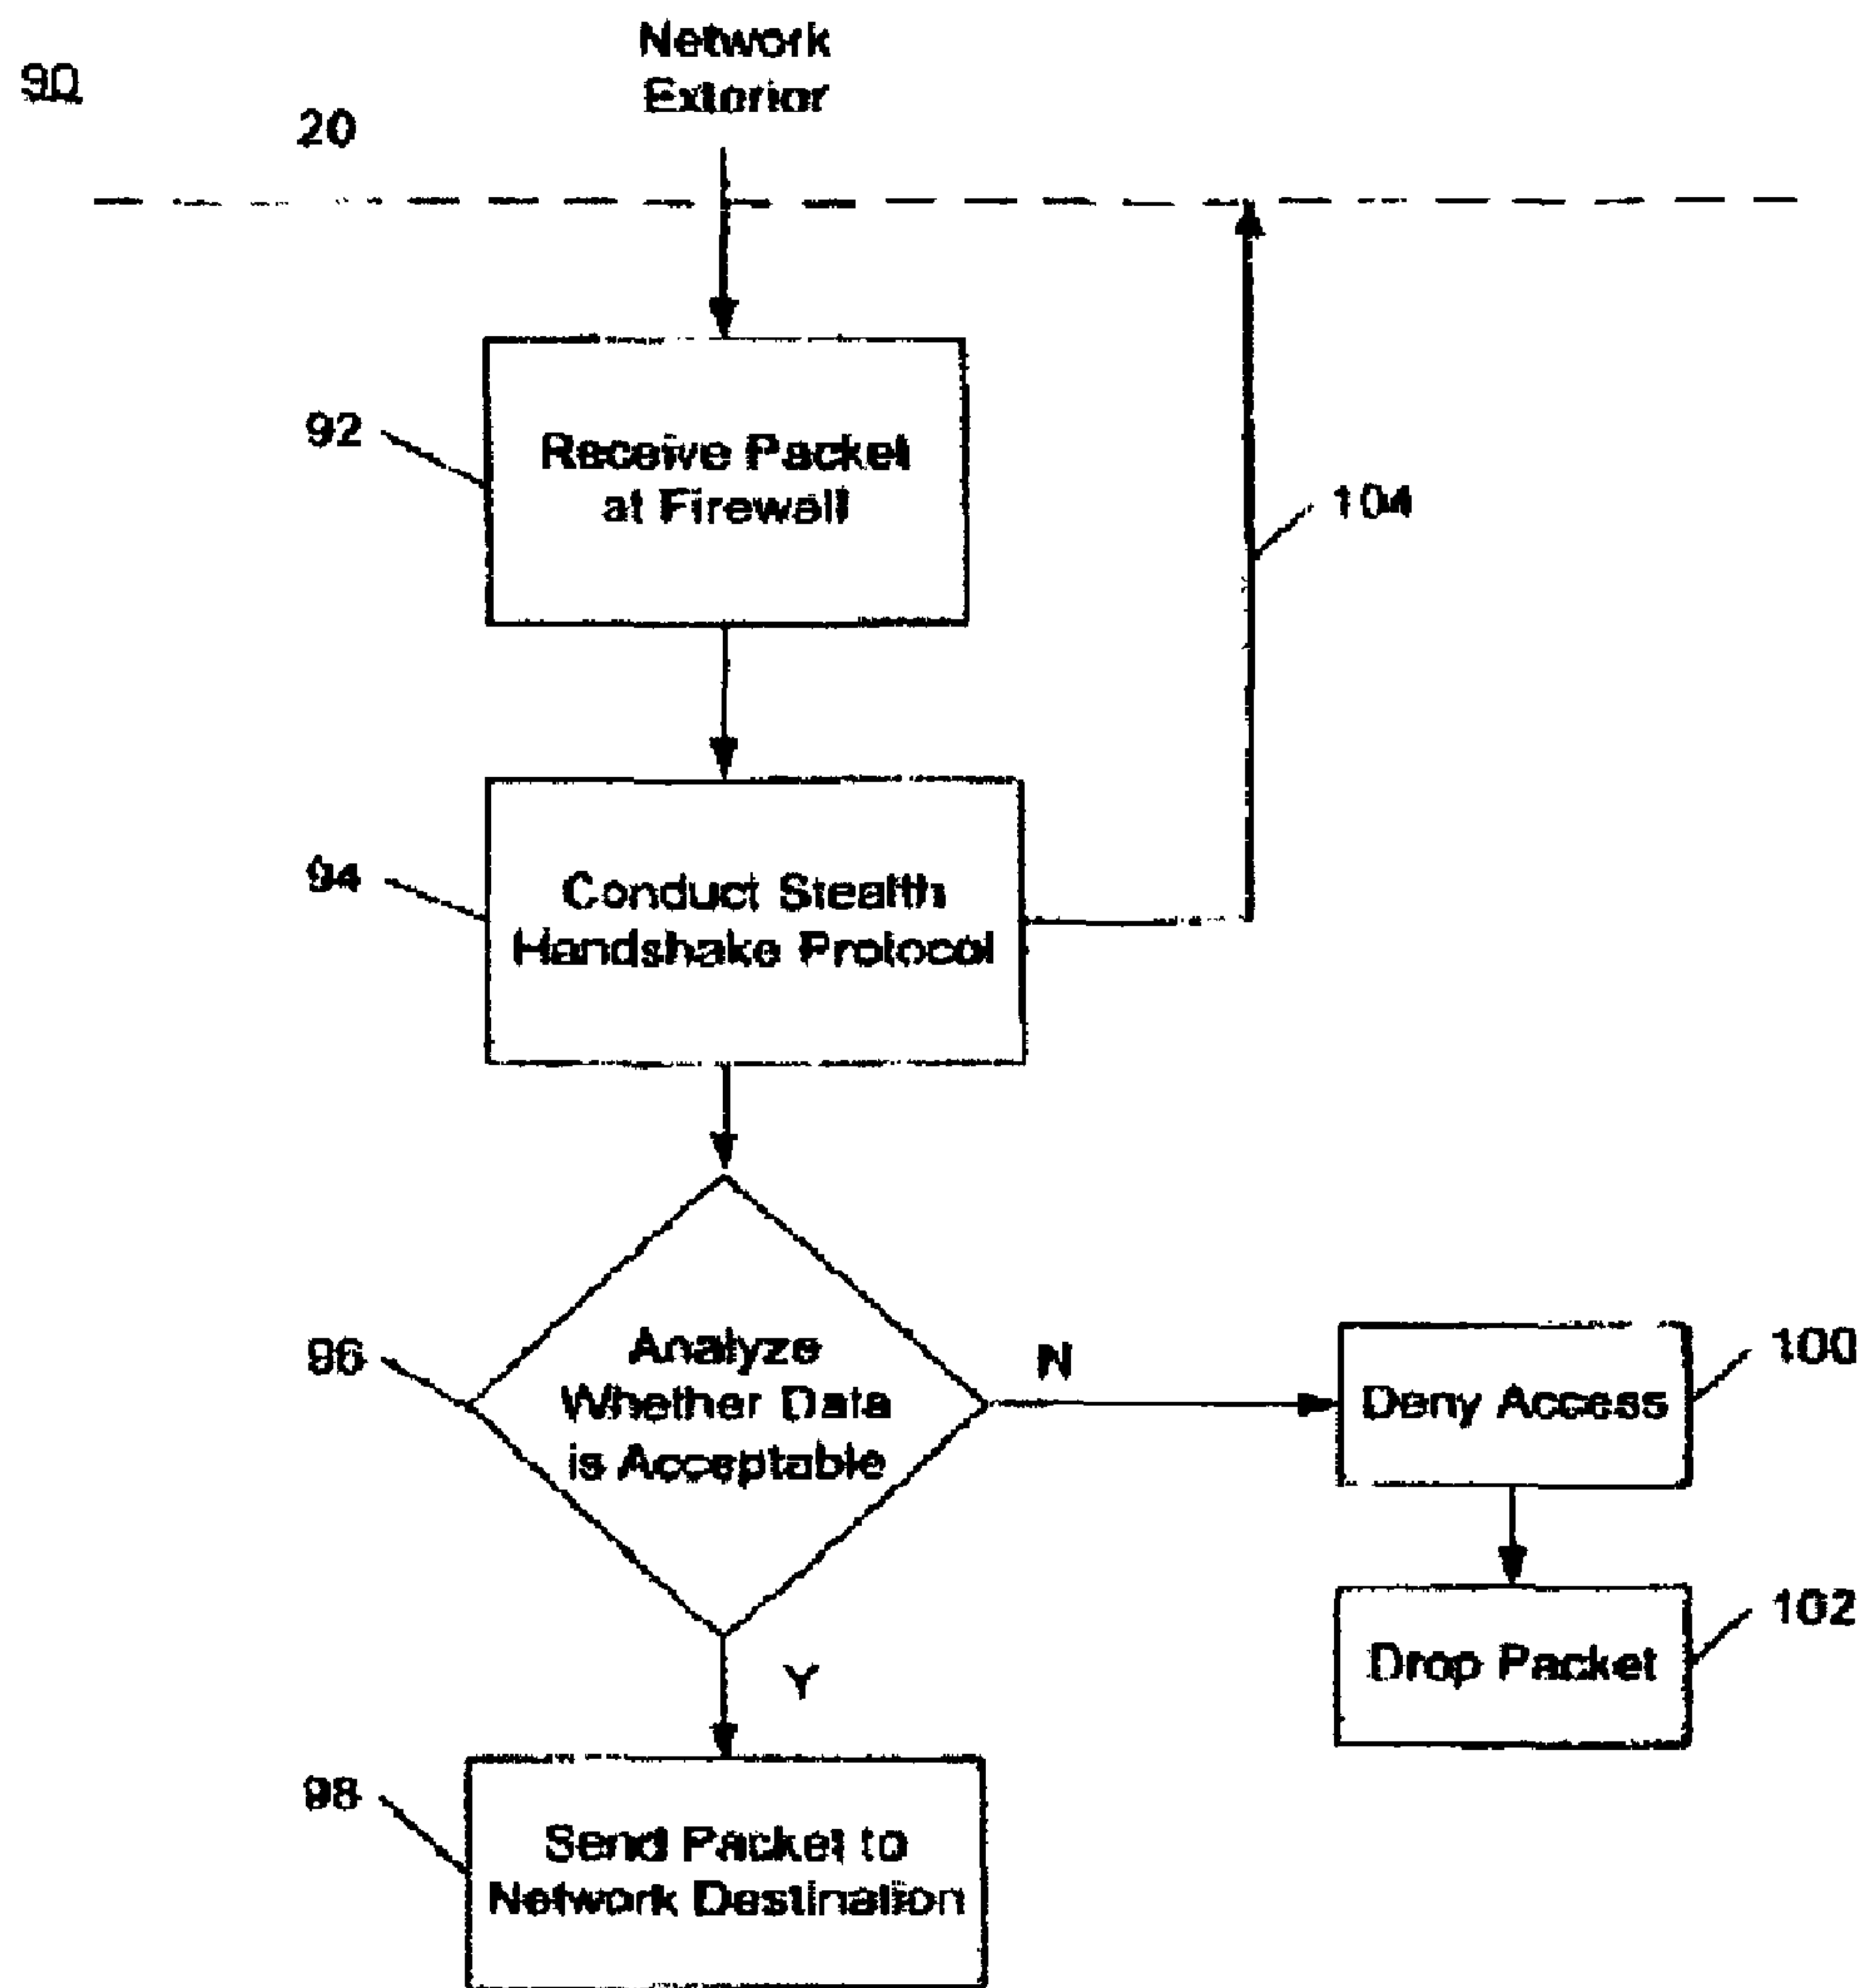 Network
Exterior
90
20
92
Receive Packet
at Firewall
104
94
Conduct Stealth
Handshake Protocol
96
Analyze
Whether Data
is Acceptable
N
Deny Access
100
Drop Packet
102
Y
98
Send Packet to
Network Destination